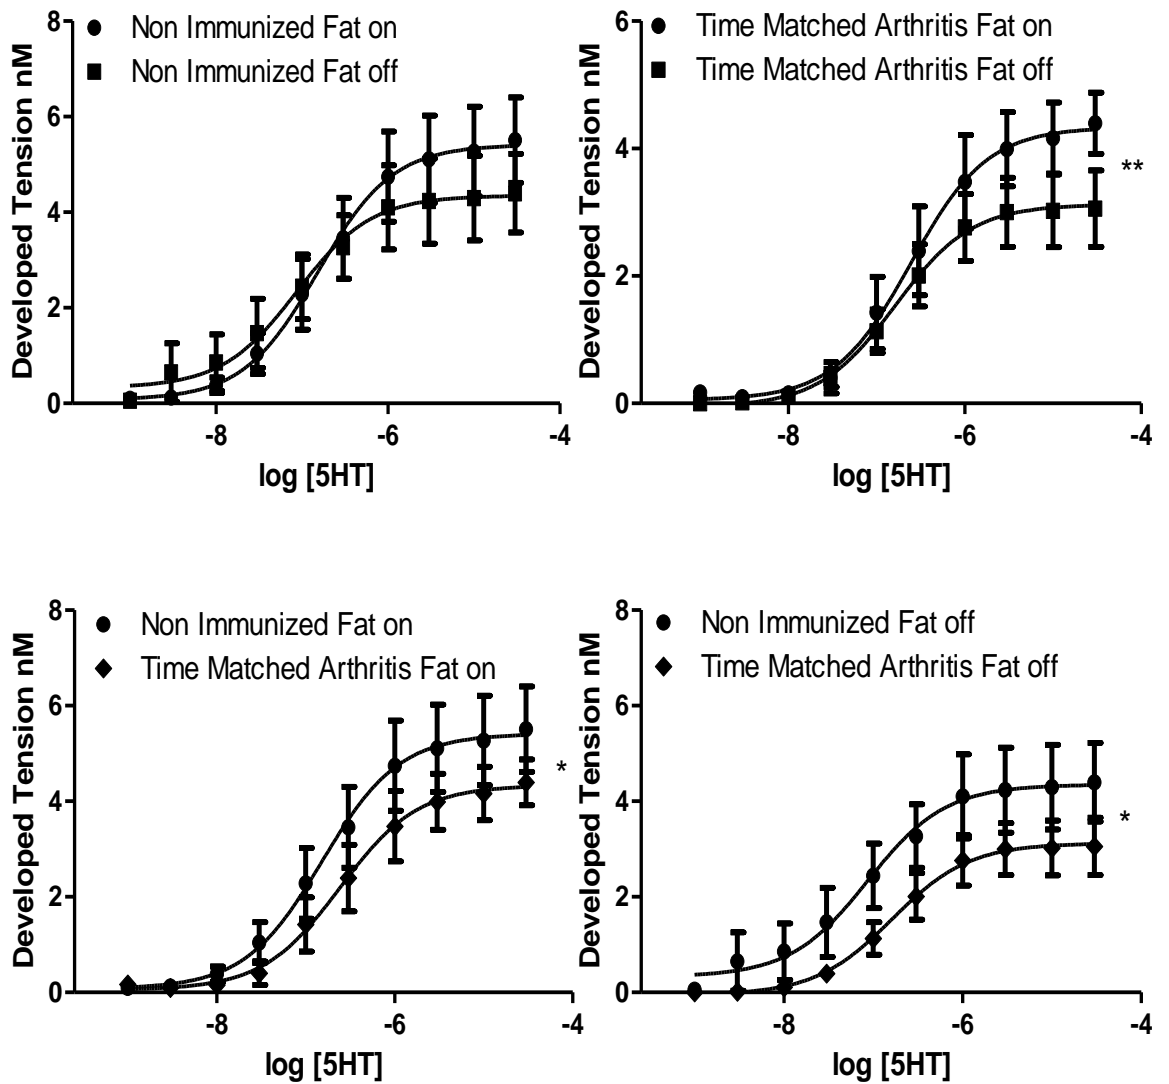 Non Immunized Fat on
Non Immunized Fat off
Developed Tension nM
8
6
4
2
0
-8
-6
-4
log [5HT]
Time Matched Arthritis Fat on
Time Matched Arthritis Fat off
Developed Tension nM
6
4
2
0
**
-8
-6
-4
log [5HT]
Non Immunized Fat on
Time Matched Arthritis Fat on
Developed Tension nM
8
6
4
2
0
*
-8
-6
-4
log [5HT]
Non Immunized Fat off
Time Matched Arthritis Fat off
Developed Tension nM
8
6
4
2
0
*
-8
-6
-4
log [5HT]